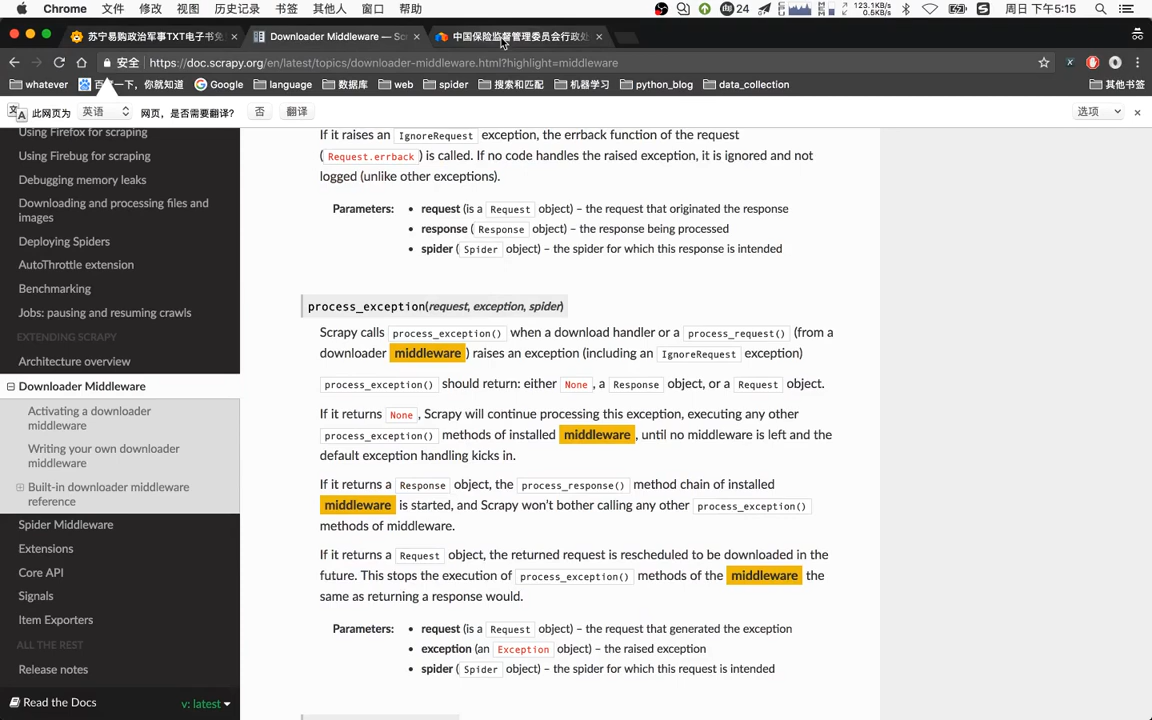 Chrome 文件 修改 视图 历史记录 书签 其他人 窗口 帮助 24 123.1KB/s 0.5KB/s 周日 下午5:15
苏宁易购政治军事TXT电子书免 Downloader Middleware — Scr 中国保险监督管理委员会行政处
安全 https://doc.scrapy.org/en/latest/topics/downloader-middleware.html?highlight=middleware
whatever 百度一下，你就知道 Google language 数据库 web spider 搜索和匹配 机器学习 python_blog data_collection 其他书签
此网页为 英语 网页，是否需要翻译? 否 翻译 选项
Using Firefox for scraping
Using Firebug for scraping
Debugging memory leaks
Downloading and processing files and
images
Deploying Spiders
AutoThrottle extension
Benchmarking
Jobs: pausing and resuming crawls
EXTENDING SCRAPY
Architecture overview
Downloader Middleware
Activating a downloader
middleware
Writing your own downloader
middleware
Built-in downloader middleware
reference
Spider Middleware
Extensions
Core API
Signals
Item Exporters
ALL THE REST
Release notes
Read the Docs v: latest
If it raises an IgnoreRequest exception, the errback function of the request
(Request.errback) is called. If no code handles the raised exception, it is ignored and not
logged (unlike other exceptions).
Parameters: • request (is a Request object) – the request that originated the response
• response (Response object) – the response being processed
• spider (Spider object) – the spider for which this response is intended
process_exception(request, exception, spider)
Scrapy calls process_exception() when a download handler or a process_request() (from a
downloader middleware) raises an exception (including an IgnoreRequest exception)
process_exception() should return: either None, a Response object, or a Request object.
If it returns None, Scrapy will continue processing this exception, executing any other
process_exception() methods of installed middleware, until no middleware is left and the
default exception handling kicks in.
If it returns a Response object, the process_response() method chain of installed
middleware is started, and Scrapy won't bother calling any other process_exception()
methods of middleware.
If it returns a Request object, the returned request is rescheduled to be downloaded in the
future. This stops the execution of process_exception() methods of the middleware the
same as returning a response would.
Parameters: • request (is a Request object) – the request that generated the exception
• exception (an Exception object) – the raised exception
• spider (Spider object) – the spider for which this request is intended